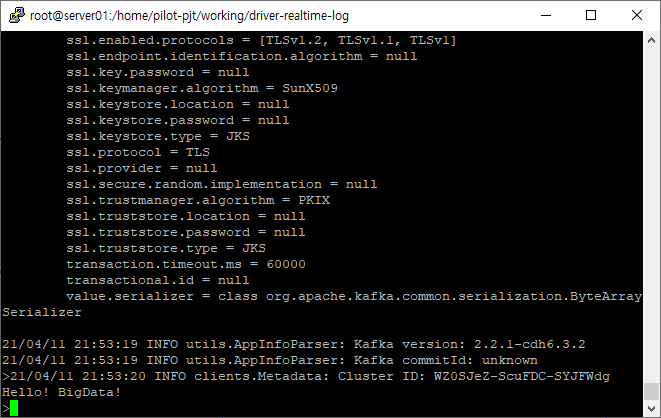 root@server01:/home/pilot-pjt/working/driver-realtime-log
ssl.enabled.protocols = [TLSv1.2, TLSv1.1, TLSv1]
ssl.endpoint.identification.algorithm = null
ssl.key.password = null
ssl.keymanager.algorithm = SunX509
ssl.keystore.location = null
ssl.keystore.password = null
ssl.keystore.type = JKS
ssl.protocol = TLS
ssl.provider = null
ssl.secure.random.implementation = null
ssl.trustmanager.algorithm = PKIX
ssl.truststore.location = null
ssl.truststore.password = null
ssl.truststore.type = JKS
transaction.timeout.ms = 60000
transactional.id = null
value.serializer = class org.apache.kafka.common.serialization.ByteArray
Serializer
21/04/11 21:53:19 INFO utils.AppInfoParser: Kafka version: 2.2.1-cdh6.3.2
21/04/11 21:53:19 INFO utils.AppInfoParser: Kafka commitId: unknown
>21/04/11 21:53:20 INFO clients.Metadata: Cluster ID: WZ0SJeZ-ScuFDC-SYJFWdg
Hello! BigData!
>